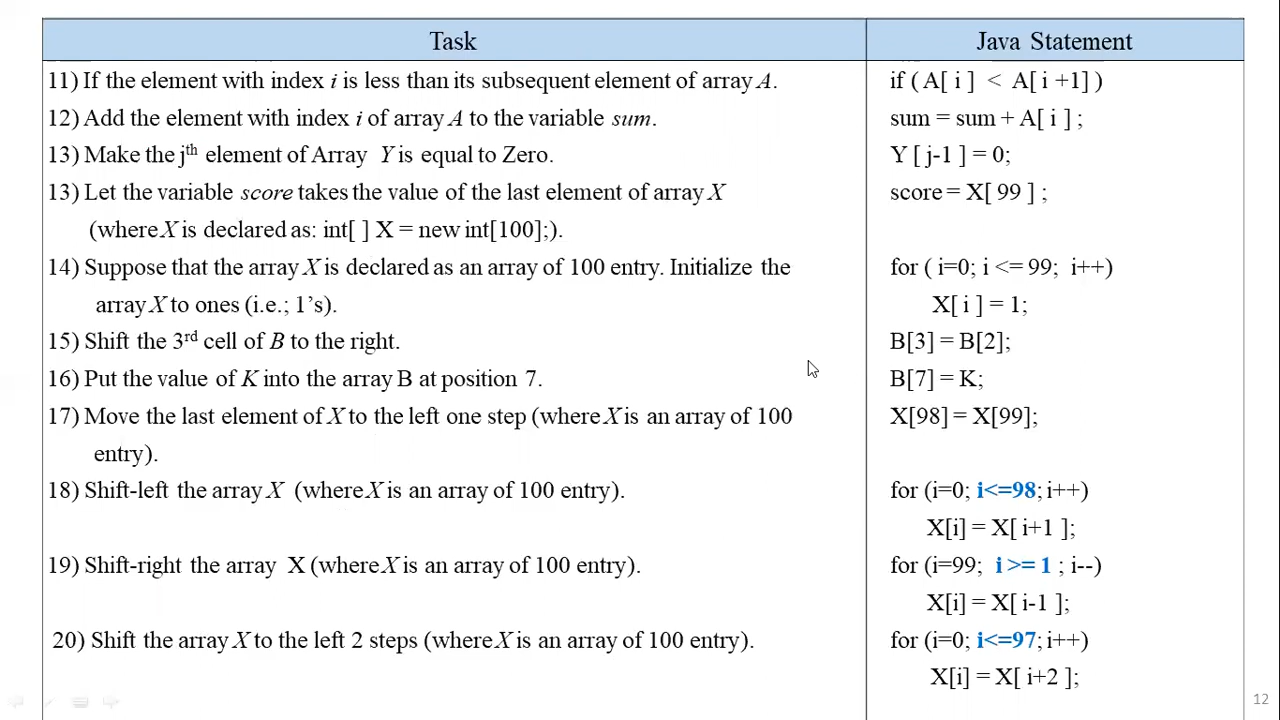 Task Java Statement
11) If the element with index i is less than its subsequent element of array A. if ( A[ i ] < A[ i +1] )
12) Add the element with index i of array A to the variable sum. sum = sum + A[ i ] ;
13) Make the jth element of Array Y is equal to Zero. Y [ j-1 ] = 0;
13) Let the variable score takes the value of the last element of array X score = X[ 99 ] ;
(where X is declared as: int[ ] X = new int[100];).
14) Suppose that the array X is declared as an array of 100 entry. Initialize the for ( i=0; i <= 99; i++)
array X to ones (i.e.; 1’s). X[ i ] = 1;
15) Shift the 3rd cell of B to the right. B[3] = B[2];
16) Put the value of K into the array B at position 7. B[7] = K;
17) Move the last element of X to the left one step (where X is an array of 100 X[98] = X[99];
entry).
18) Shift-left the array X (where X is an array of 100 entry). for (i=0; i<=98; i++)
X[i] = X[ i+1 ];
19) Shift-right the array X (where X is an array of 100 entry). for (i=99; i >= 1 ; i--)
X[i] = X[ i-1 ];
20) Shift the array X to the left 2 steps (where X is an array of 100 entry). for (i=0; i<=97; i++)
X[i] = X[ i+2 ];
12